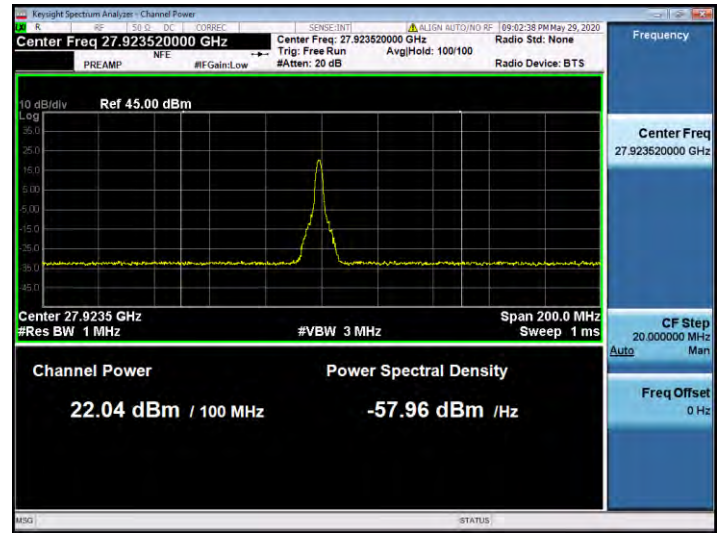 Keysight Spectrum Analyzer - Channel Power
R RF 50 Ω DC CORREC SENSE:INT ALIGN AUTO/NO RF 09:02:38 PM May 29, 2020
Center Freq 27.923520000 GHz
NFE
PREAMP #IFGain:Low
Center Freq: 27.923520000 GHz
Trig: Free Run Avg|Hold: 100/100
#Atten: 20 dB
Radio Std: None
Radio Device: BTS
Frequency
10 dB/div Ref 45.00 dBm
Log
35.0
25.0
15.0
5.00
-5.00
-15.0
-25.0
-35.0
-45.0
Center 27.9235 GHz Span 200.0 MHz
#Res BW 1 MHz #VBW 3 MHz Sweep 1 ms
Channel Power Power Spectral Density
22.04 dBm / 100 MHz -57.96 dBm /Hz
Center Freq
27.923520000 GHz
CF Step
20.000000 MHz
Auto Man
Freq Offset
0 Hz
MSG STATUS